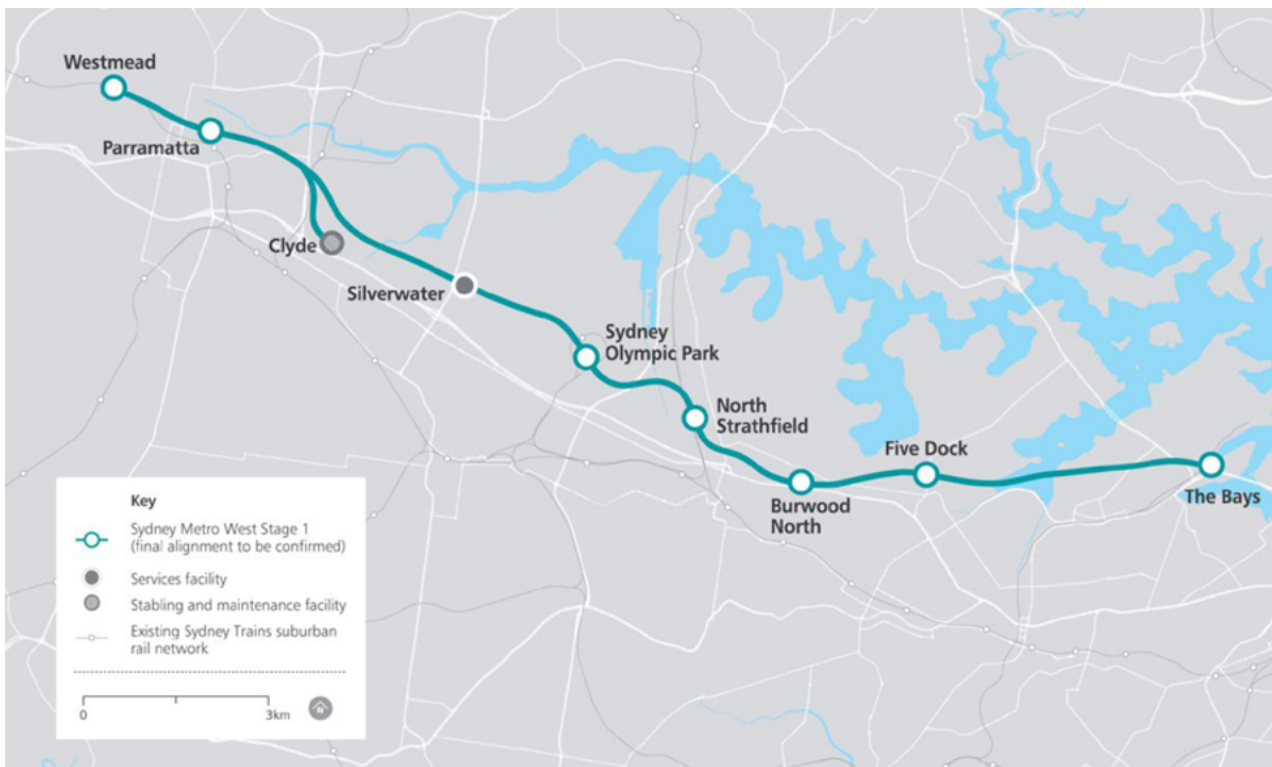 Westmead
Parramatta
Clyde
Silverwater
Sydney
Olympic Park
North
Strathfield
Five Dock
Burwood
North
The Bays
Key
Sydney Metro West Stage 1
(final alignment to be confirmed)
Services facility
Stabling and maintenance facility
Existing Sydney Trains suburban
rail network
0
3km
N